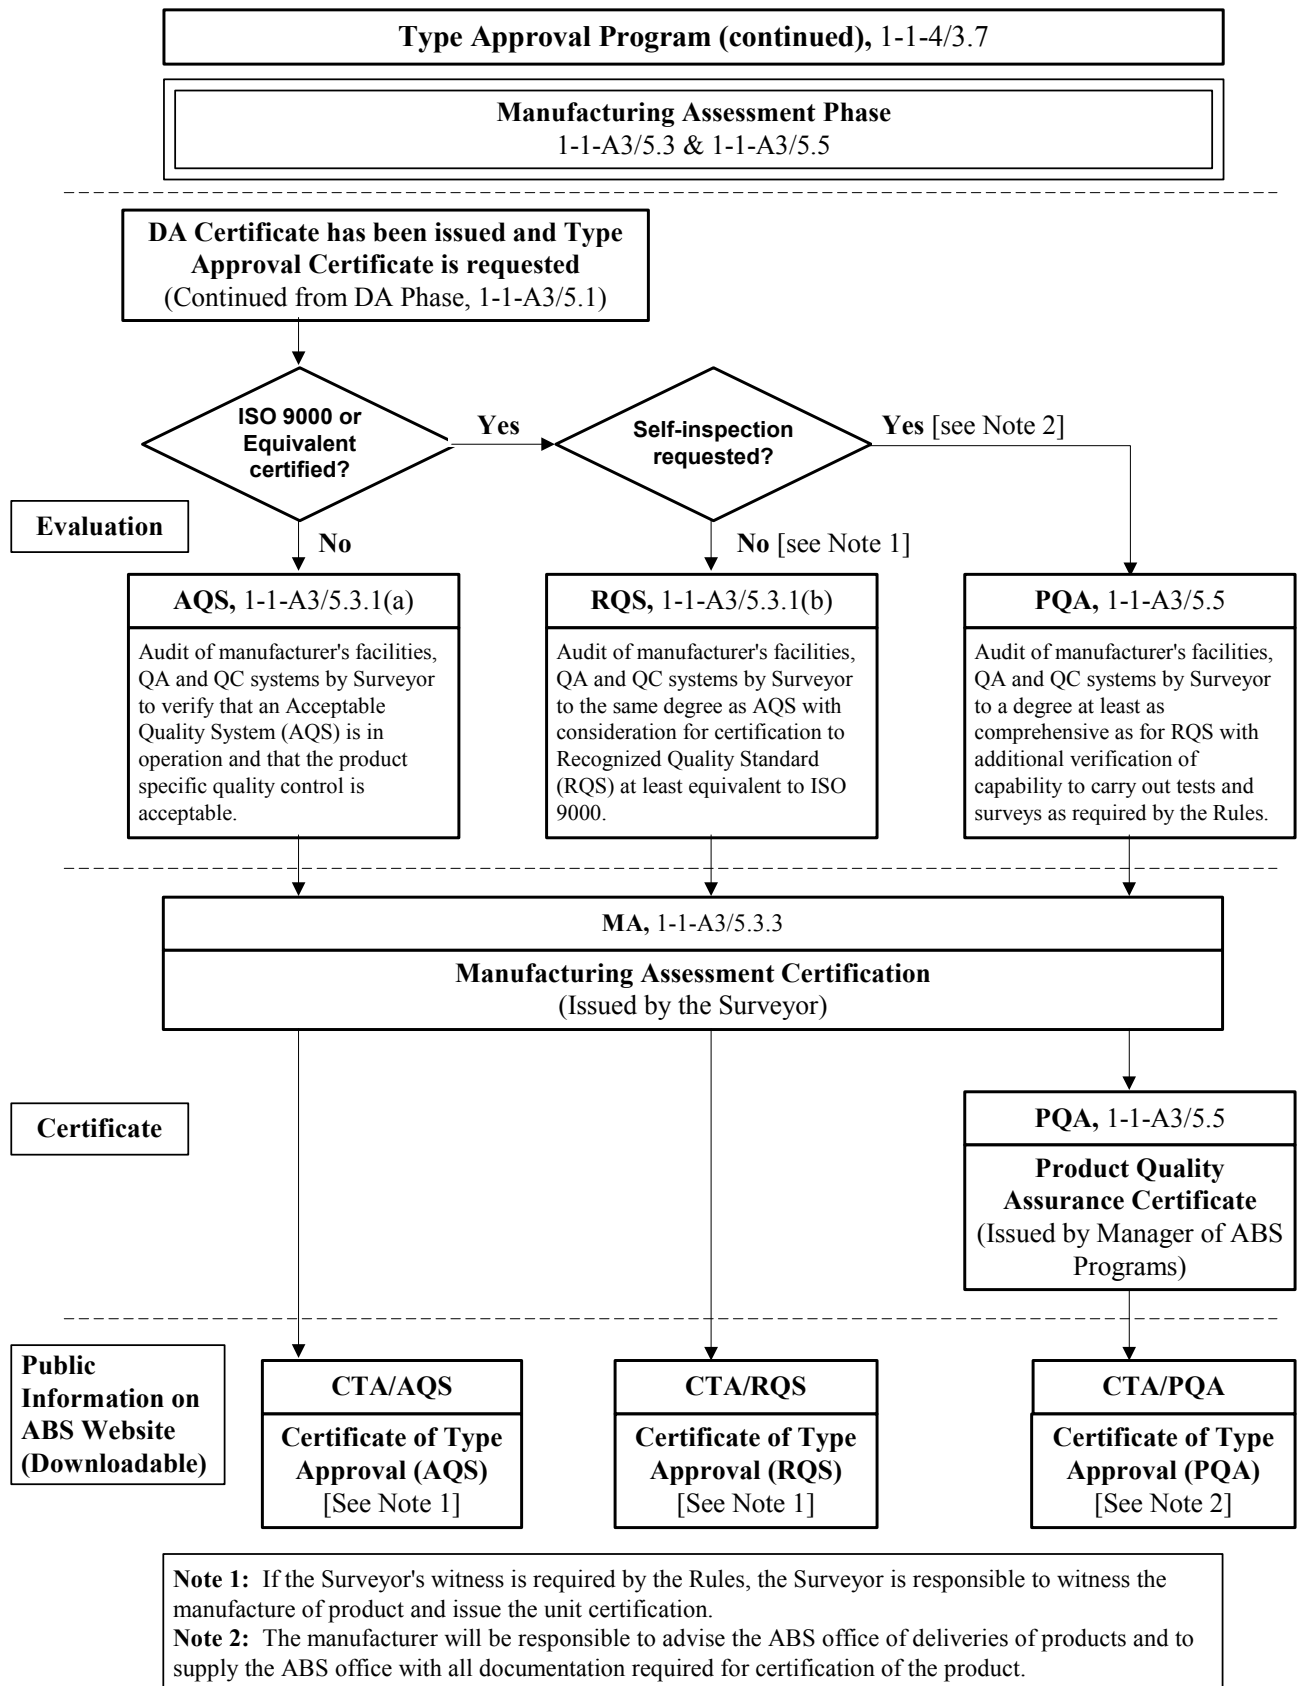 Type Approval Program (continued), 1-1-4/3.7
Manufacturing Assessment Phase
1-1-A3/5.3 & 1-1-A3/5.5
DA Certificate has been issued and Type
Approval Certificate is requested
(Continued from DA Phase, 1-1-A3/5.1)
ISO 9000 or
Equivalent
certified?
Yes
Self-inspection
requested?
Yes [see Note 2]
Evaluation
No
No [see Note 1]
AQS, 1-1-A3/5.3.1(a)
Audit of manufacturer's facilities,
QA and QC systems by Surveyor
to verify that an Acceptable
Quality System (AQS) is in
operation and that the product
specific quality control is
acceptable.
RQS, 1-1-A3/5.3.1(b)
Audit of manufacturer's facilities,
QA and QC systems by Surveyor
to the same degree as AQS with
consideration for certification to
Recognized Quality Standard
(RQS) at least equivalent to ISO
9000.
PQA, 1-1-A3/5.5
Audit of manufacturer's facilities,
QA and QC systems by Surveyor
to a degree at least as
comprehensive as for RQS with
additional verification of
capability to carry out tests and
surveys as required by the Rules.
MA, 1-1-A3/5.3.3
Manufacturing Assessment Certification
(Issued by the Surveyor)
Certificate
PQA, 1-1-A3/5.5
Product Quality
Assurance Certificate
(Issued by Manager of ABS
Programs)
Public
Information on
ABS Website
(Downloadable)
CTA/AQS
Certificate of Type
Approval (AQS)
[See Note 1]
CTA/RQS
Certificate of Type
Approval (RQS)
[See Note 1]
CTA/PQA
Certificate of Type
Approval (PQA)
[See Note 2]
Note 1: If the Surveyor's witness is required by the Rules, the Surveyor is responsible to witness the
manufacture of product and issue the unit certification.
Note 2: The manufacturer will be responsible to advise the ABS office of deliveries of products and to
supply the ABS office with all documentation required for certification of the product.